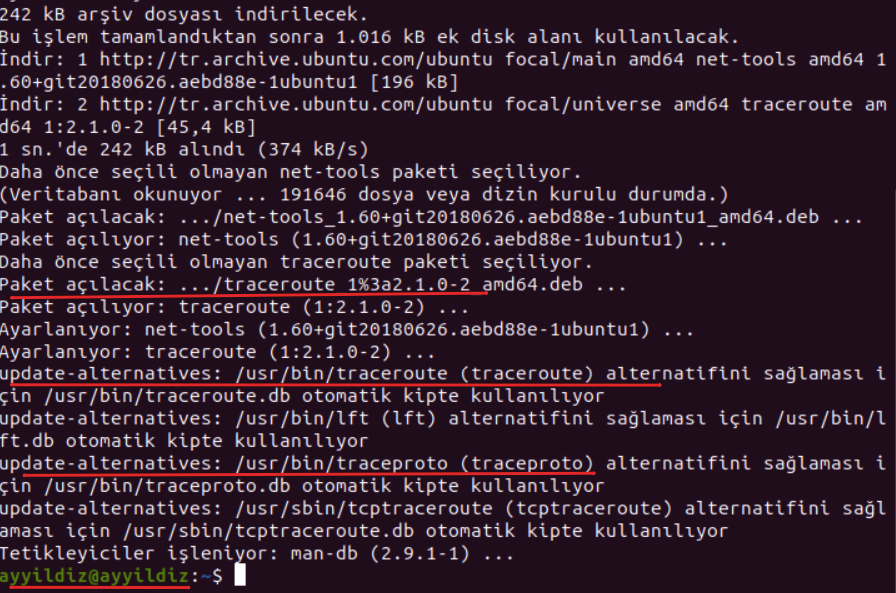 242 kB arşiv dosyası indirilecek.
Bu işlem tamamlandıktan sonra 1.016 kB ek disk alanı kullanılacak.
İndir: 1 http://tr.archive.ubuntu.com/ubuntu focal/main amd64 net-tools amd64 1
.60+git20180626.aebd88e-1ubuntu1 [196 kB]
İndir: 2 http://tr.archive.ubuntu.com/ubuntu focal/universe amd64 traceroute am
d64 1:2.1.0-2 [45,4 kB]
1 sn.'de 242 kB alındı (374 kB/s)
Daha önce seçili olmayan net-tools paketi seçiliyor.
(Veritabanı okunuyor ... 191646 dosya veya dizin kurulu durumda.)
Paket açılacak: .../net-tools_1.60+git20180626.aebd88e-1ubuntu1_amd64.deb ...
Paket açılıyor: net-tools (1.60+git20180626.aebd88e-1ubuntu1) ...
Daha önce seçili olmayan traceroute paketi seçiliyor.
Paket açılacak: .../traceroute_1%3a2.1.0-2_amd64.deb ...
Paket açılıyor: traceroute (1:2.1.0-2) ...
Ayarlanıyor: net-tools (1.60+git20180626.aebd88e-1ubuntu1) ...
Ayarlanıyor: traceroute (1:2.1.0-2) ...
update-alternatives: /usr/bin/traceroute (traceroute) alternatifini sağlaması i
çin /usr/bin/traceroute.db otomatik kipte kullanılıyor
update-alternatives: /usr/bin/lft (lft) alternatifini sağlaması için /usr/bin/l
ft.db otomatik kipte kullanılıyor
update-alternatives: /usr/bin/traceproto (traceproto) alternatifini sağlaması i
çin /usr/bin/traceproto.db otomatik kipte kullanılıyor
update-alternatives: /usr/sbin/tcptraceroute (tcptraceroute) alternatifini sağl
aması için /usr/sbin/tcptraceroute.db otomatik kipte kullanılıyor
Tetikleyiciler işleniyor: man-db (2.9.1-1) ...
ayyildiz@ayyildiz:~$